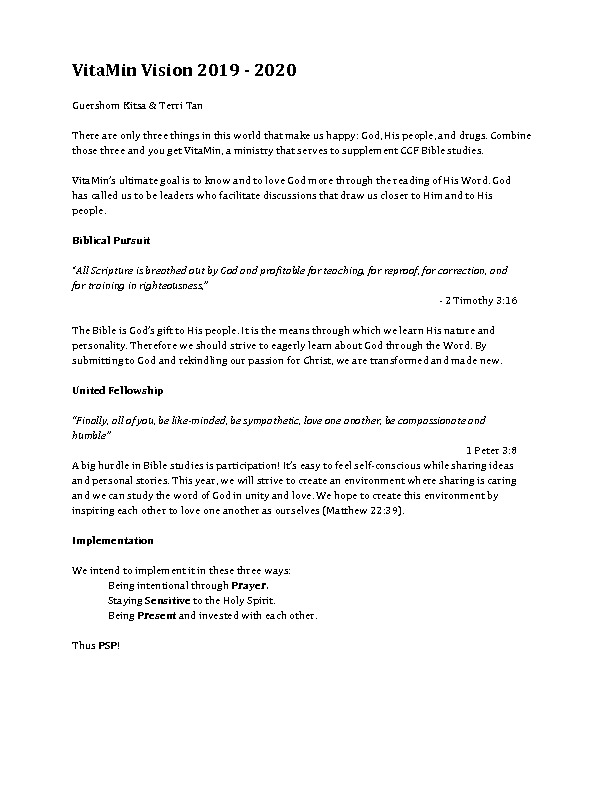 VitaMin Vision 2019 - 2020
Guershom Kitsa & Terri Tan
There are only three things in this world that make us happy: God, His people, and drugs. Combine
those three and you get VitaMin, a ministry that serves to supplement CCF Bible studies.
VitaMin's ultimate goal is to know and to love God more through the reading of His Word. God
has called us to be leaders who facilitate discussions that draw us closer to Him and to His
people.
Biblical Pursuit
"All Scripture is breathed out by God and profitable for teaching, for reproof, for correction, and
for training in righteousness,"
- 2 Timothy 3:16
The Bible is God's gift to His people. It is the means through which we learn His nature and
personality. Therefore we should strive to eagerly learn about God through the Word. By
submitting to God and rekindling our passion for Christ, we are transformed and made new.
United Fellowship
"Finally, all of you, be like-minded, be sympathetic, love one another, be compassionate and
humble"
1 Peter 3:8
A big hurdle in Bible studies is participation! It's easy to feel self-conscious while sharing ideas
and personal stories. This year, we will strive to create an environment where sharing is caring
and we can study the word of God in unity and love. We hope to create this environment by
inspiring each other to love one another as ourselves (Matthew 22:39).
Implementation
We intend to implement it in these three ways:
Being intentional through Prayer.
Staying Sensitive to the Holy Spirit.
Being Present and invested with each other.
Thus PSP!